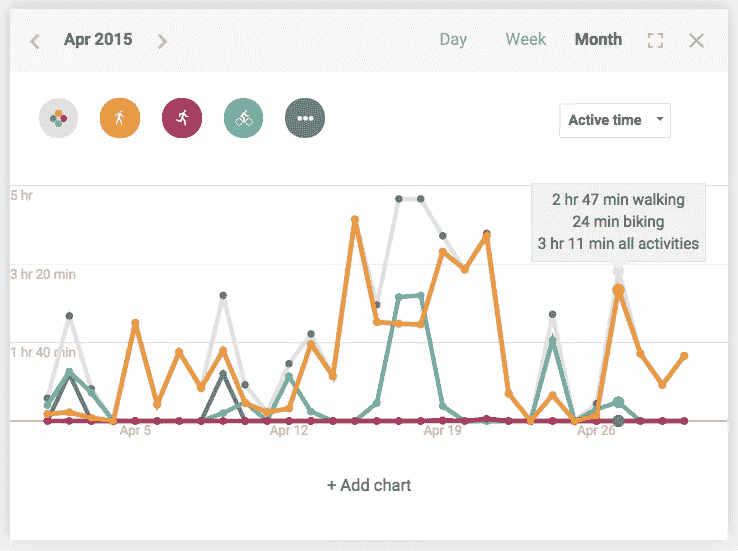 Apr 2015
Day
Week
Month
Active time
5 hr
2 hr 47 min walking
24 min biking
3 hr 11 min all activities
3 hr 20 min
1 hr 40 min
Apr 5
Apr 12
Apr 19
Apr 26
+ Add chart